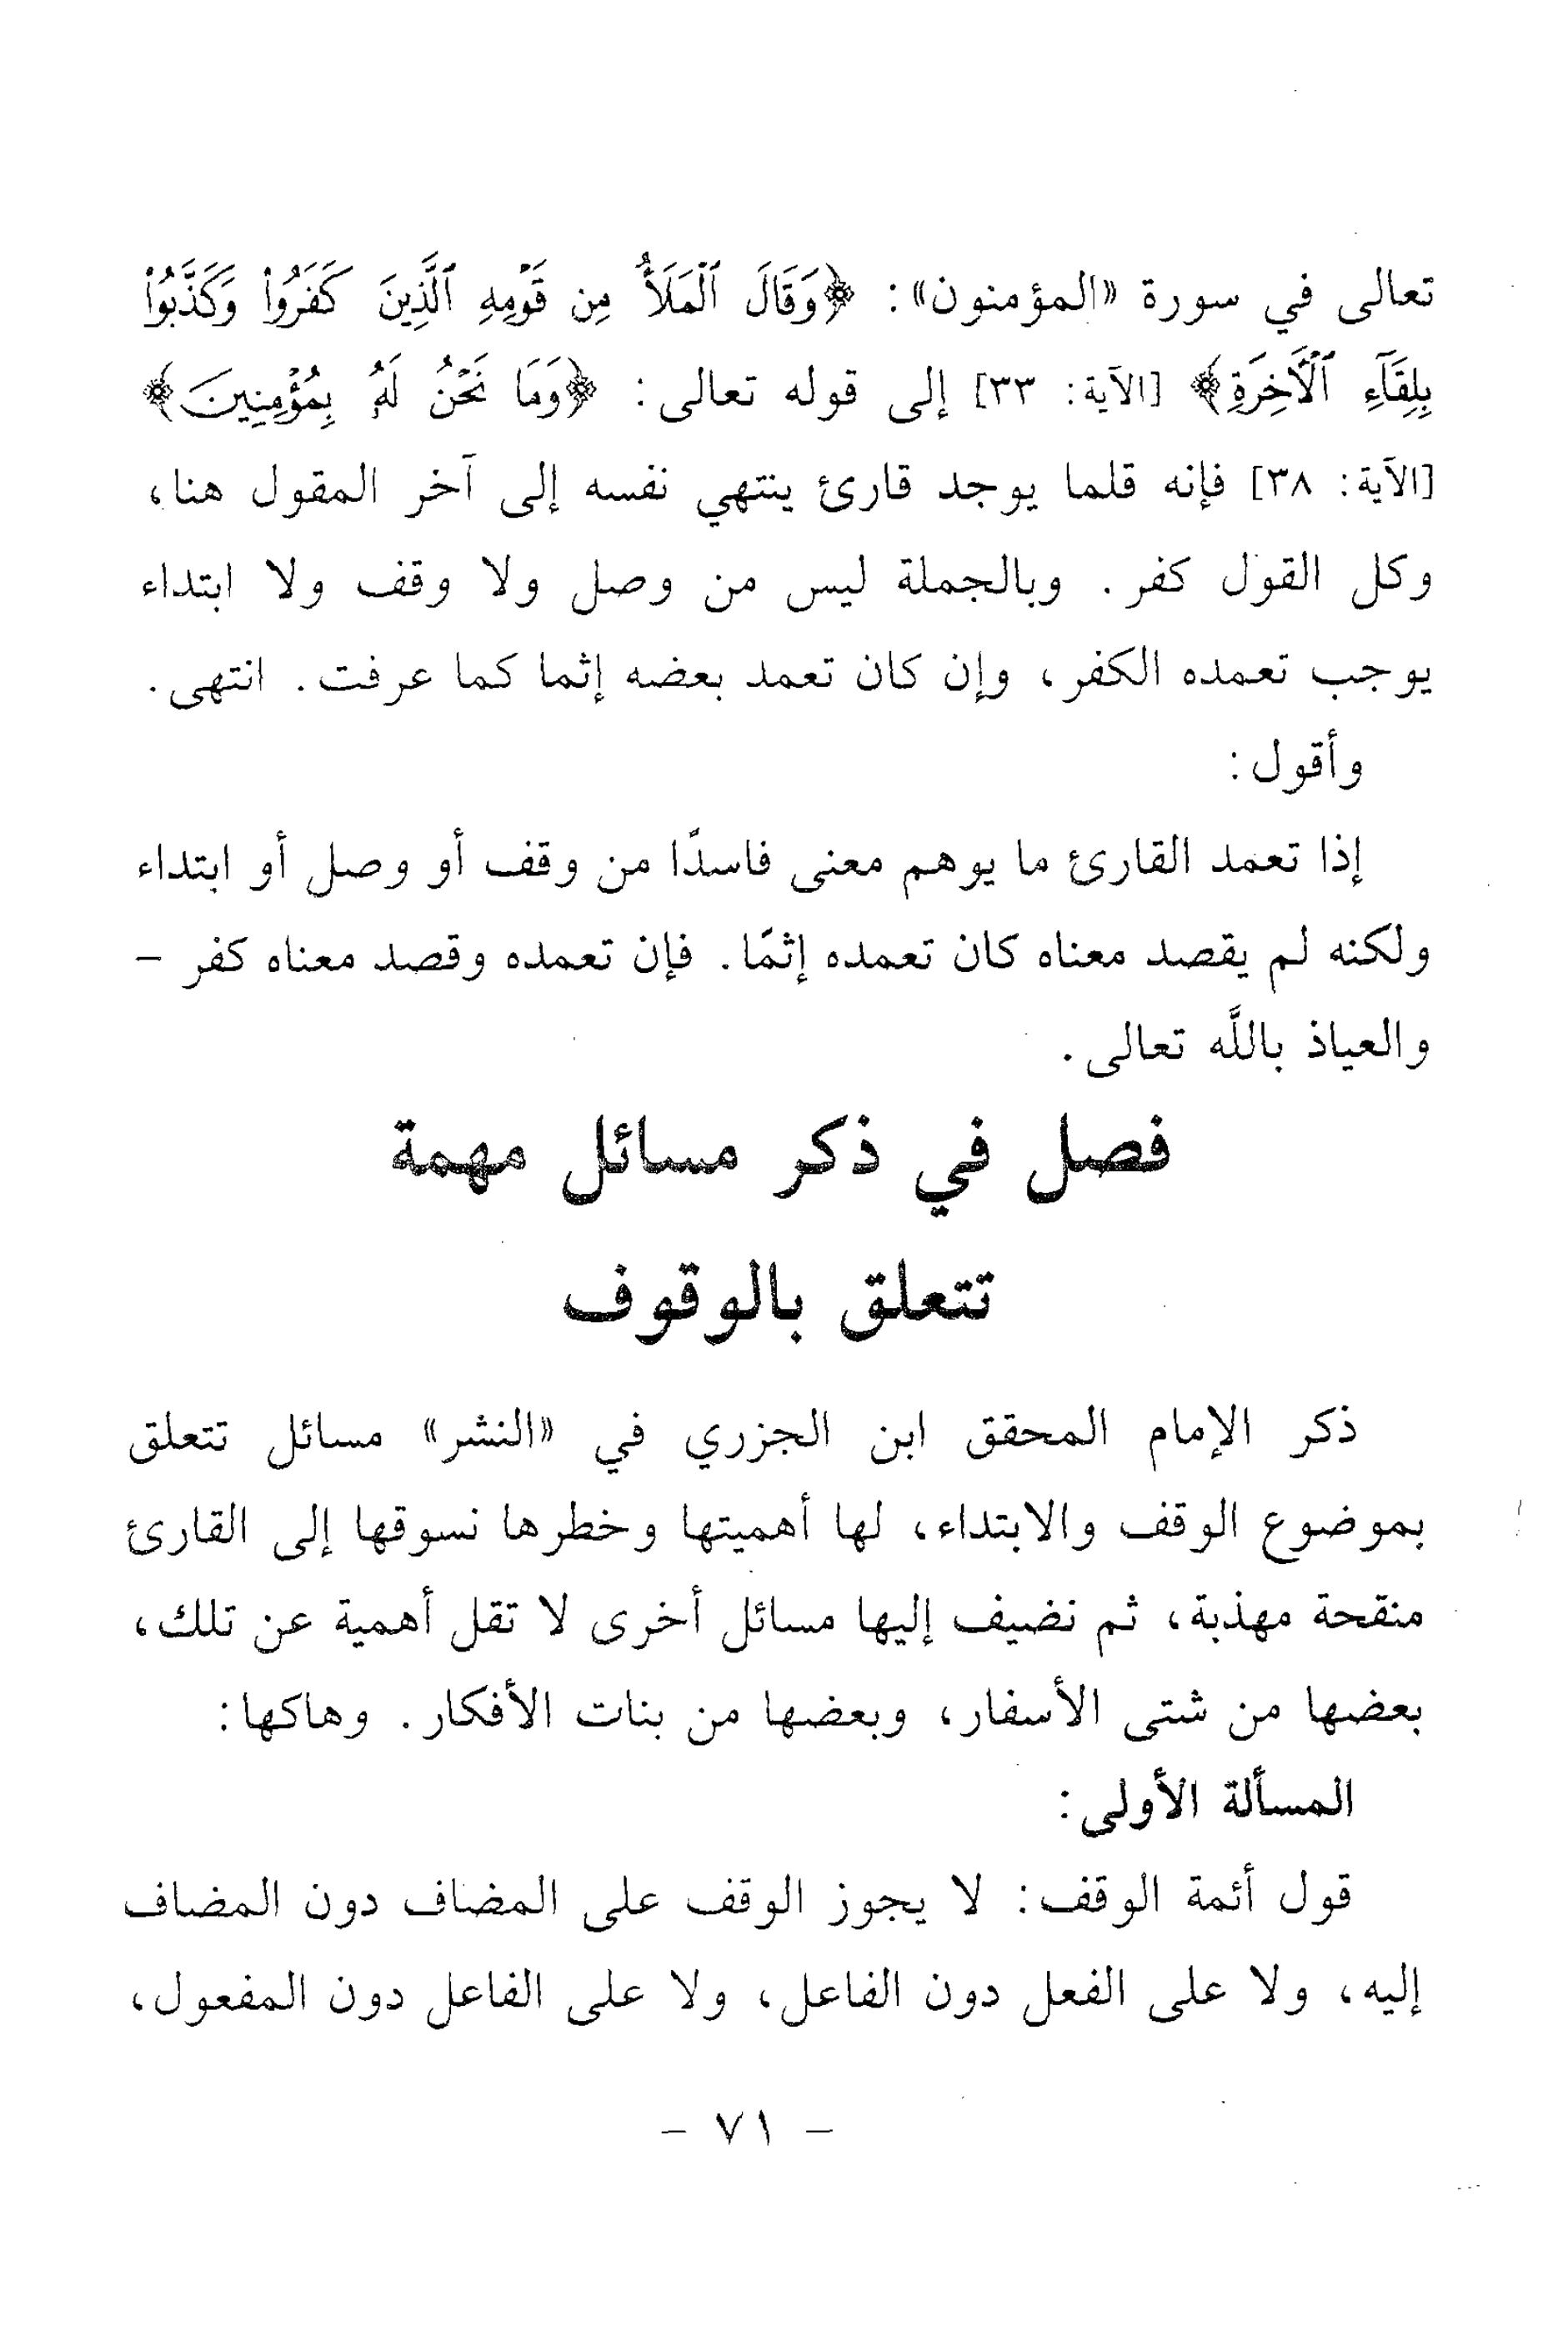 تعالى في سورة «المؤمنون»: ﴿وَقَالَ ٱلْمَلَأُ مِن قَوْمِهِ ٱلَّذِينَ كَفَرُوا۟ وَكَذَّبُوا۟
بِلِقَآءِ ٱلْأَخِرَةِ﴾ [الآية: ٣٣] إلى قوله تعالى: ﴿وَمَا نَحْنُ لَهُۥ بِمُؤْمِنِينَ﴾
[الآية: ٣٨] فإنه قلما يوجد قارئ ينتهي نفسه إلى آخر المقول هنا،
وكل القول كفر. وبالجملة ليس من وصل ولا وقف ولا ابتداء
يوجب تعمده الكفر، وإن كان تعمد بعضه إثما كما عرفت. انتهى.
وأقول:
إذا تعمد القارئ ما يوهم معنى فاسدًا من وقف أو وصل أو ابتداء
ولكنه لم يقصد معناه كان تعمده إثمًا. فإن تعمده وقصد معناه كفر -
والعياذ باللَّه تعالى.
فصل في ذكر مسائل مهمة
تتعلق بالوقوف
ذكر الإمام المحقق ابن الجزري في «النشر» مسائل تتعلق
بموضوع الوقف والابتداء، لها أهميتها وخطرها نسوقها إلى القارئ
منقحة مهذبة، ثم نضيف إليها مسائل أخرى لا تقل أهمية عن تلك،
بعضها من شتى الأسفار، وبعضها من بنات الأفكار. وهاكها:
المسألة الأولى:
قول أئمة الوقف: لا يجوز الوقف على المضاف دون المضاف
إليه، ولا على الفعل دون الفاعل، ولا على الفاعل دون المفعول،
- ٧١ -